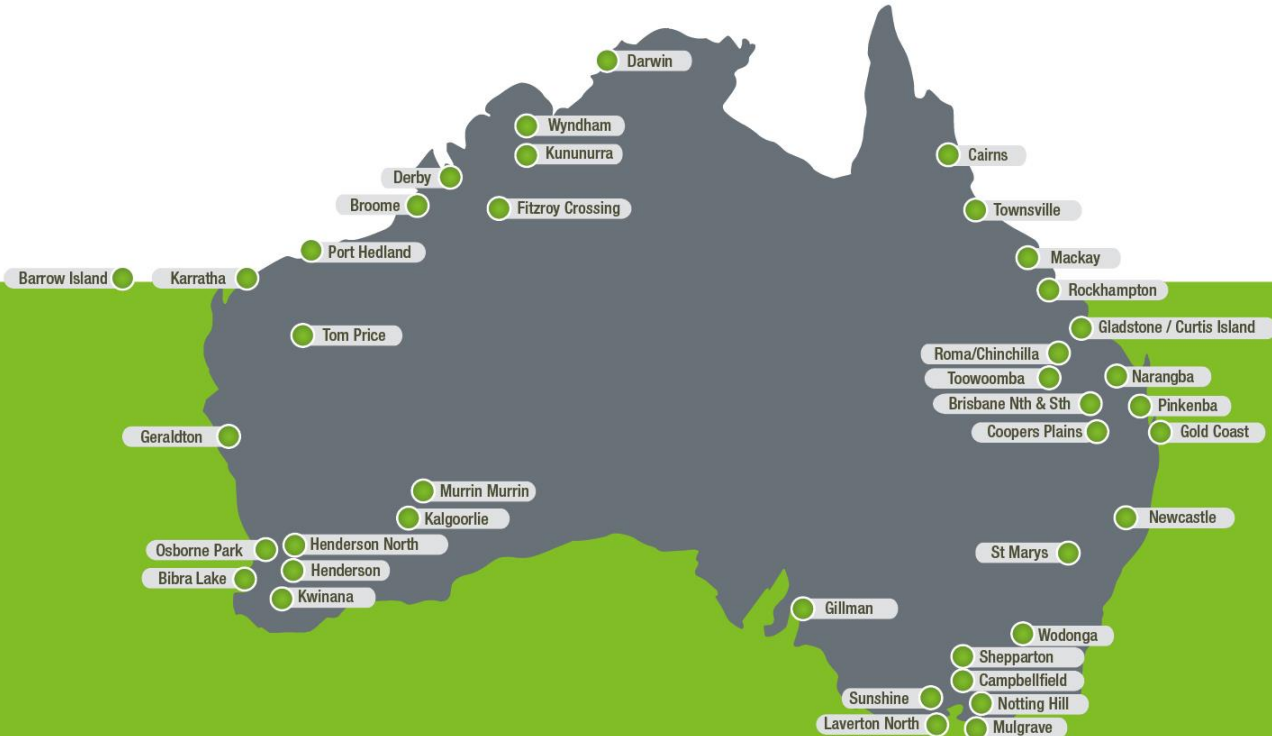 Darwin
Wyndham
Kununurra
Cairns
Derby
Broome
Fitzroy Crossing
Townsville
Port Hedland
Mackay
Barrow Island
Karratha
Rockhampton
Tom Price
Gladstone / Curtis Island
Roma/Chinchilla
Toowoomba
Narangba
Brisbane Nth & Sth
Pinkenba
Coopers Plains
Gold Coast
Geraldton
Murrin Murrin
Kalgoorlie
Newcastle
Henderson North
Osborne Park
St Marys
Henderson
Bibra Lake
Kwinana
Gillman
Wodonga
Shepparton
Campbellfield
Sunshine
Notting Hill
Laverton North
Mulgrave